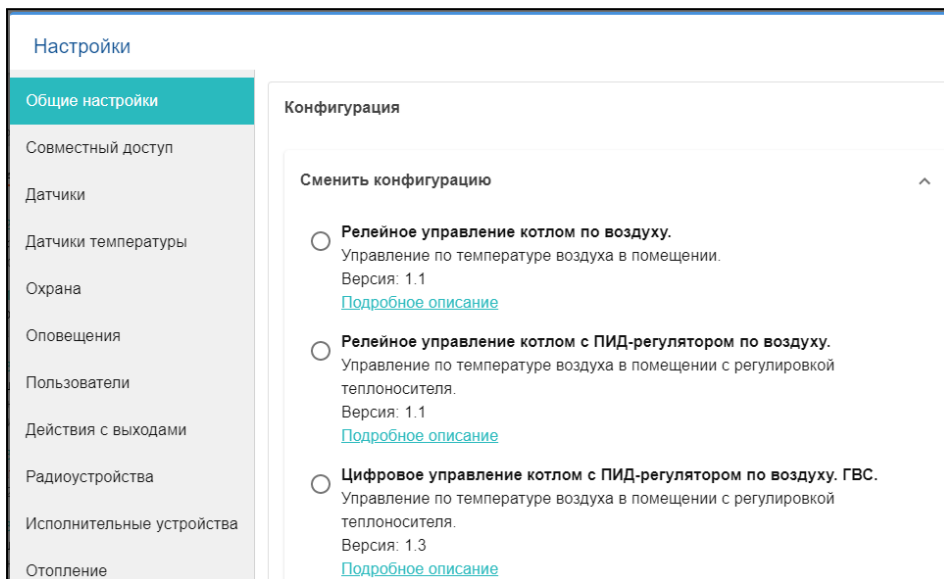 Настройки
Общие настройки
Совместный доступ
Датчики
Датчики температуры
Охрана
Оповещения
Пользователи
Действия с выходами
Радиоустройства
Исполнительные устройства
Отопление
Конфигурация
Сменить конфигурацию
Релейное управление котлом по воздуху.
Управление по температуре воздуха в помещении.
Версия: 1.1
Подробное описание
Релейное управление котлом с ПИД-регулятором по воздуху.
Управление по температуре воздуха в помещении с регулировкой
теплоносителя.
Версия: 1.1
Подробное описание
Цифровое управление котлом с ПИД-регулятором по воздуху. ГВС.
Управление по температуре воздуха в помещении с регулировкой
теплоносителя.
Версия: 1.3
Подробное описание